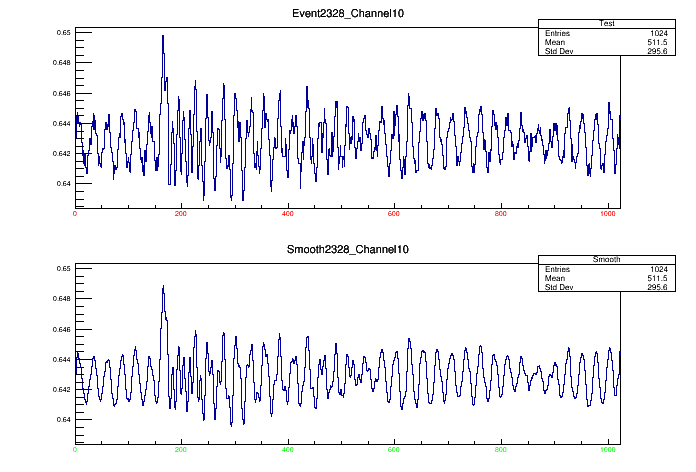 Event2328_Channel10
Test
Entries 1024
Mean 511.5
Std Dev 295.6
0.65
0.648
0.646
0.644
0.642
0.64
0 200 400 600 800 1000
Smooth2328_Channel10
Smooth
Entries 1024
Mean 511.5
Std Dev 295.6
0.65
0.648
0.646
0.644
0.642
0.64
0 200 400 600 800 1000